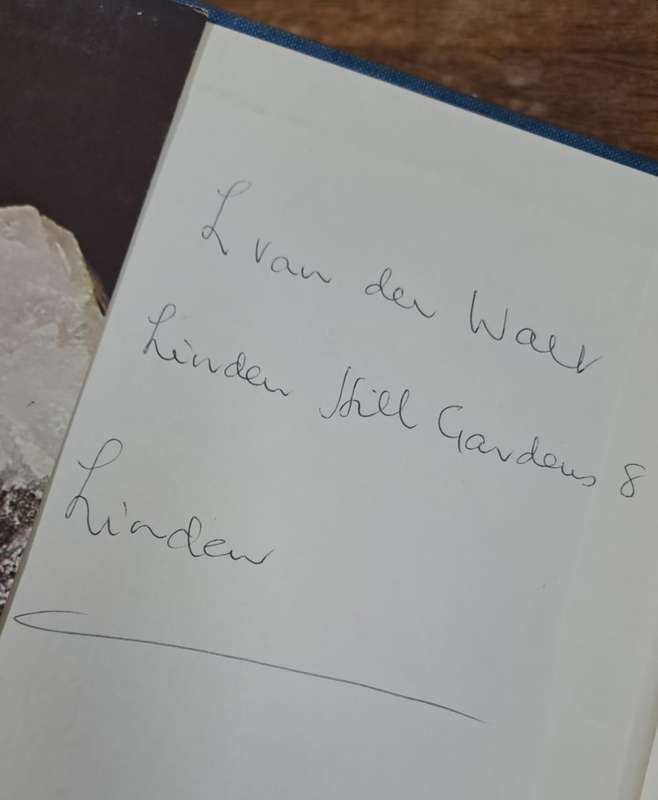 L van der Walt
Linden Hill Gardens 8
Linden